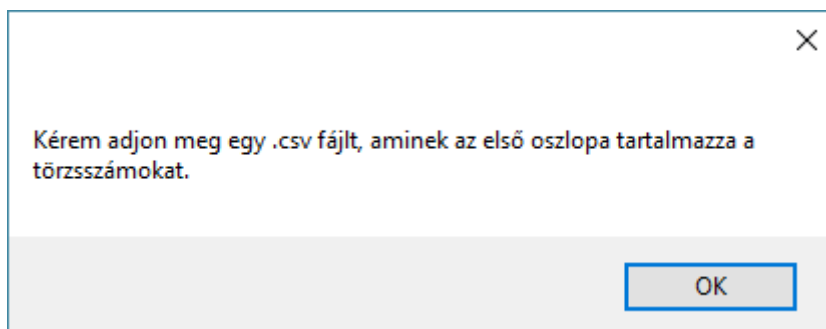 Kérem adjon meg egy .csv fájlt, aminek az első oszlopa tartalmazza a
törzsszámokat.
OK